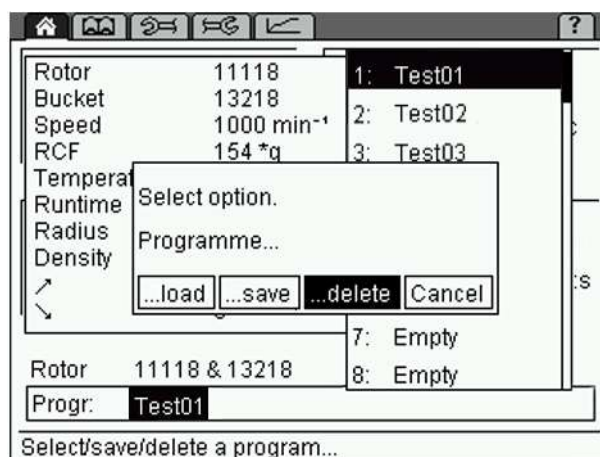 ?
Rotor 11118
Bucket 13218
Speed 1000 min⁻¹
RCF 154 *g
Temperat
Runtime
Radius
Density
1: Test01
2: Test02
3: Test03
Select option.
Programme...
...load ...save ...delete Cancel
:s
7: Empty
8: Empty
Rotor 11118 & 13218
Progr: Test01
Select/save/delete a program...